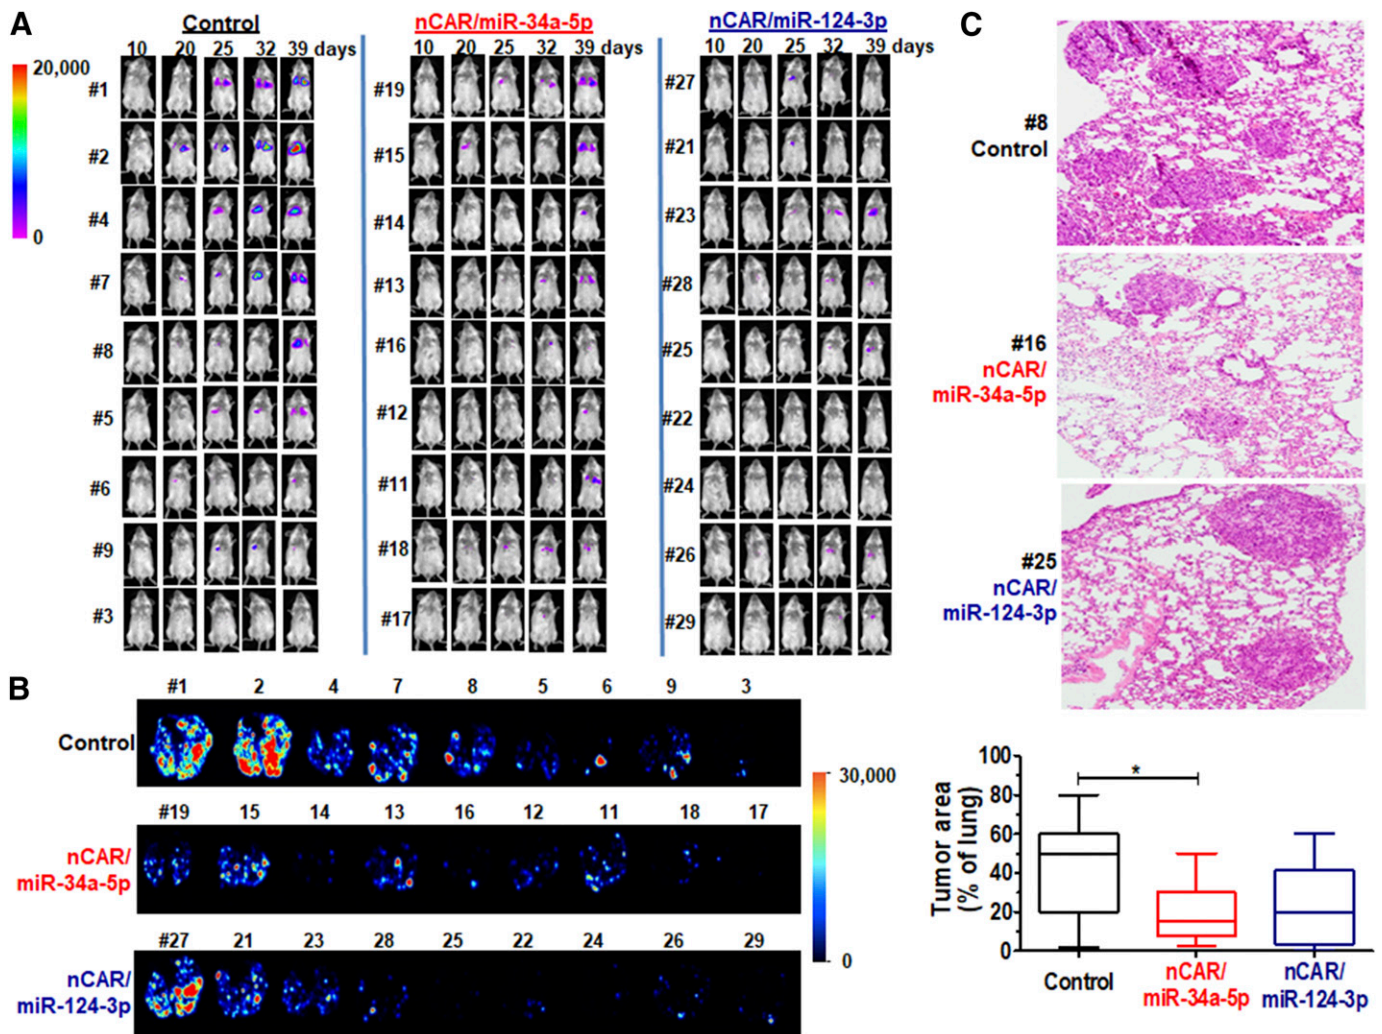 A
Control
nCAR/miR-34a-5p
nCAR/miR-124-3p
10 20 25 32 39 days
10 20 25 32 39 days
10 20 25 32 39 days
20,000
0
#1
#2
#4
#7
#8
#5
#6
#9
#3
#19
#15
#14
#13
#16
#12
#11
#18
#17
#27
#21
#23
#28
#25
#22
#24
#26
#29
B
#1 2 4 7 8 5 6 9 3
Control
#19 15 14 13 16 12 11 18 17
nCAR/
miR-34a-5p
#27 21 23 28 25 22 24 26 29
nCAR/
miR-124-3p
30,000
0
C
#8
Control
#16
nCAR/
miR-34a-5p
#25
nCAR/
miR-124-3p
Tumor area
(% of lung)
100
80
60
40
20
0
*
Control
nCAR/
miR-34a-5p
nCAR/
miR-124-3p